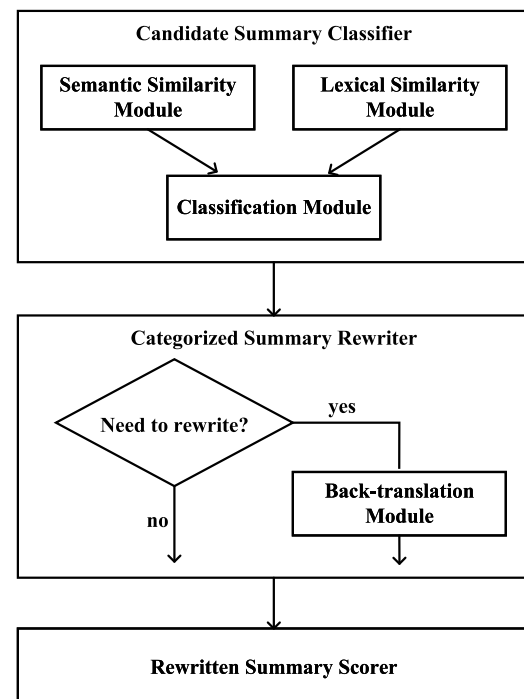 Candidate Summary Classifier
Semantic Similarity
Module
Lexical Similarity
Module
Classification Module
Categorized Summary Rewriter
Need to rewrite?
yes
no
Back-translation
Module
Rewritten Summary Scorer